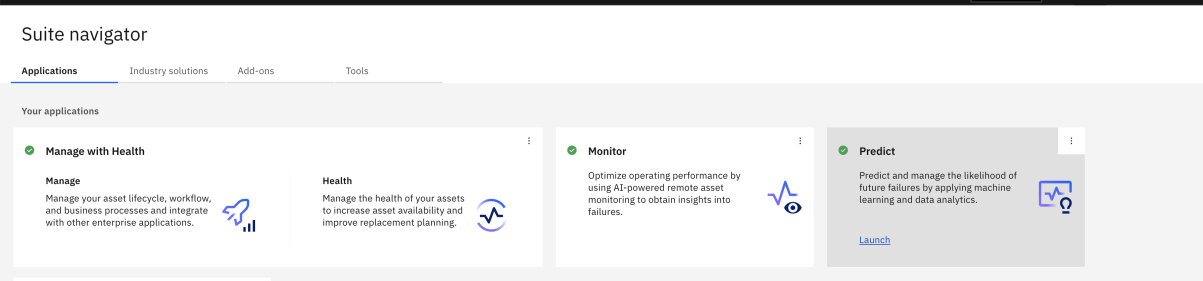 Suite navigator
Applications
Industry solutions
Add-ons
Tools
Your applications
Manage with Health
Manage
Manage your asset lifecycle, workflow,
and business processes and integrate
with other enterprise applications.
Health
Manage the health of your assets
to increase asset availability and
improve replacement planning.
Monitor
Optimize operating performance by
using AI-powered remote asset
monitoring to obtain insights into
failures.
Predict
Predict and manage the likelihood of
future failures by applying machine
learning and data analytics.
Launch